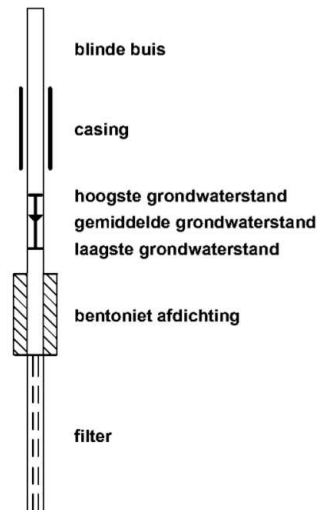 blinde buis
casing
hoogste grondwaterstand
gemiddelde grondwaterstand
laagste grondwaterstand
bentoniet afdichting
filter